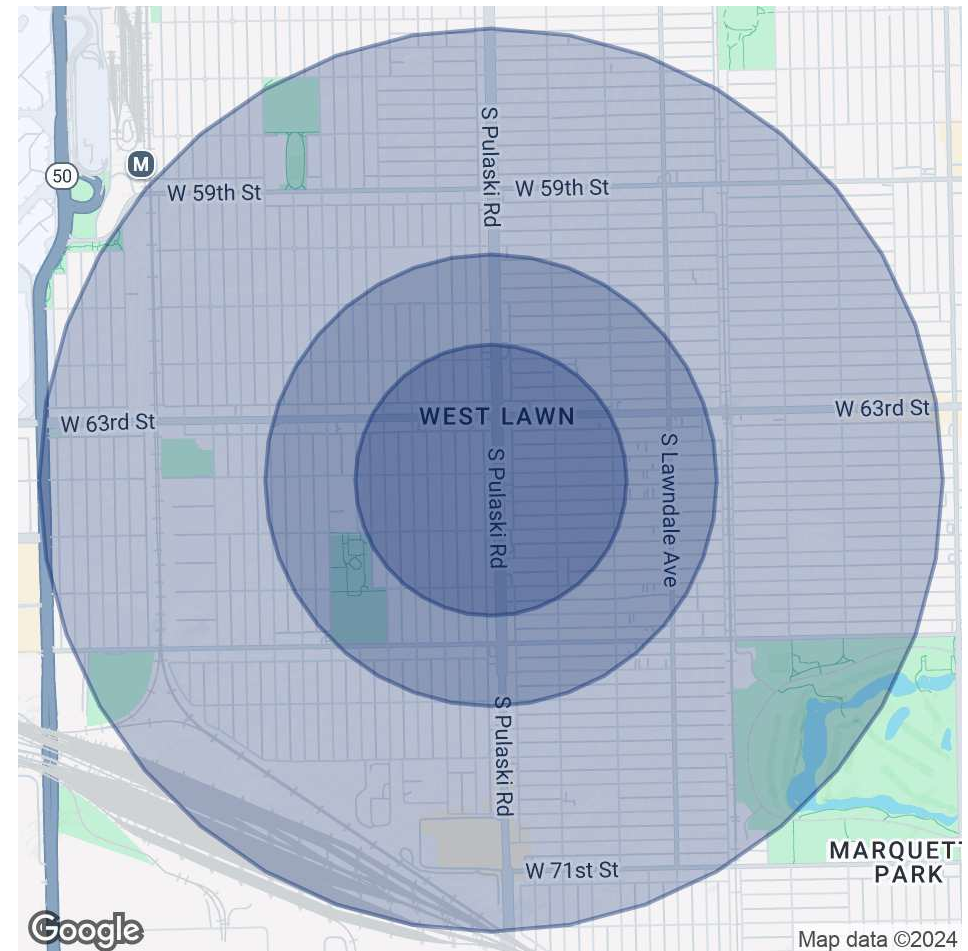 S Pulaski Rd
M
50
W 59th St
W 59th St
WEST LAWN
W 63rd St
W 63rd St
S Pulaski Rd
S Lawndale Ave
S Pulaski Rd
W 71st St
MARQUETT
PARK
Google
Map data ©2024